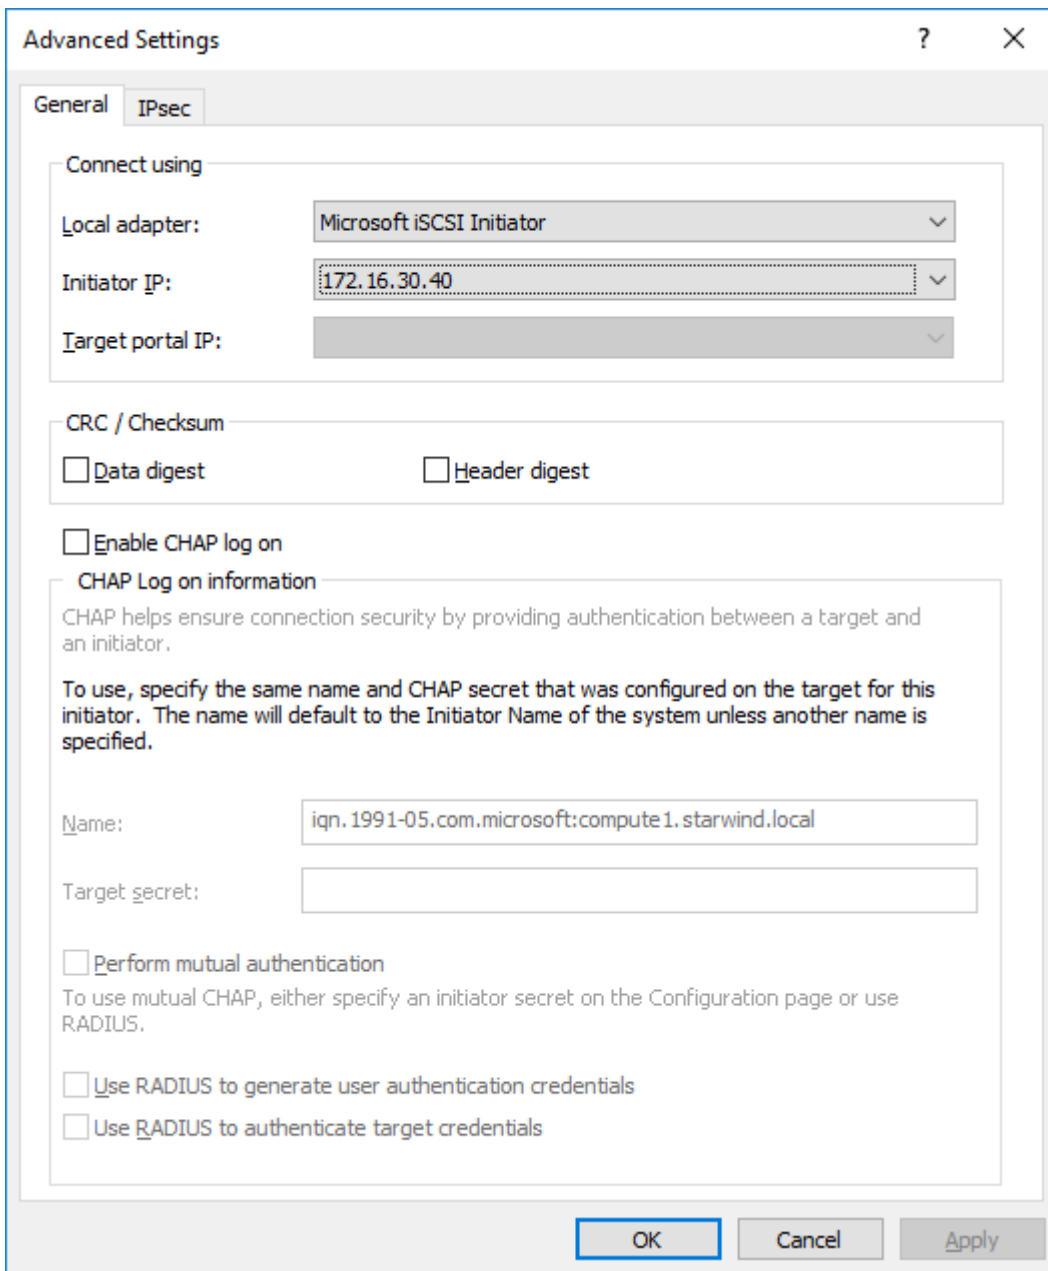 Advanced Settings
?
General
IPsec
Connect using
Local adapter:
Microsoft iSCSI Initiator
Initiator IP:
172.16.30.40
Target portal IP:
CRC / Checksum
Data digest
Header digest
Enable CHAP log on
CHAP Log on information
CHAP helps ensure connection security by providing authentication between a target and
an initiator.
To use, specify the same name and CHAP secret that was configured on the target for this
initiator.  The name will default to the Initiator Name of the system unless another name is
specified.
Name:
iqn.1991-05.com.microsoft:compute1.starwind.local
Target secret:
Perform mutual authentication
To use mutual CHAP, either specify an initiator secret on the Configuration page or use
RADIUS.
Use RADIUS to generate user authentication credentials
Use RADIUS to authenticate target credentials
OK
Cancel
Apply